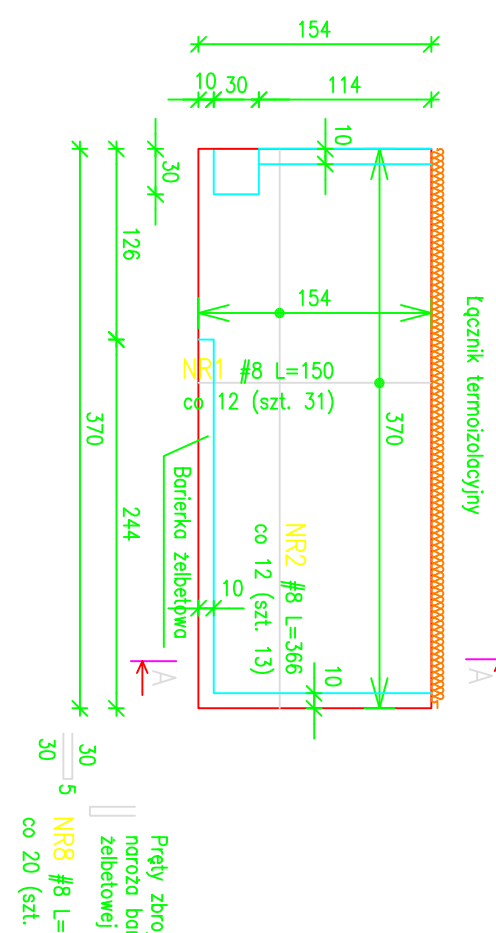 154
10 30 114
10
30
126
154
Łącznik termoizolacyjny
NR1 #8 L=150
co 12 (szt. 31)
370
370
244
Barierka żelbetowa
NR2 #8 L=366
co 12 (szt. 13)
10
10
A
A
30
30
5
NR8 #8 L=
co 20 (szt.
Pręty zbro
naroża bar
żelbetowej